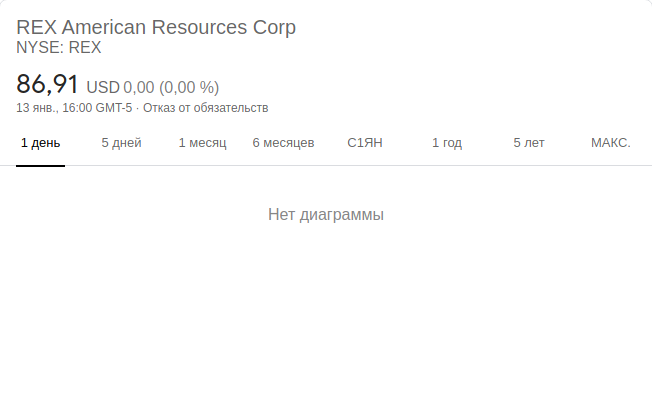 REX American Resources Corp
NYSE: REX
86,91 USD 0,00 (0,00 %)
13 янв., 16:00 GMT-5 · Отказ от обязательств
1 день 5 дней 1 месяц 6 месяцев С1ЯН 1 год 5 лет МАКС.
Нет диаграммы